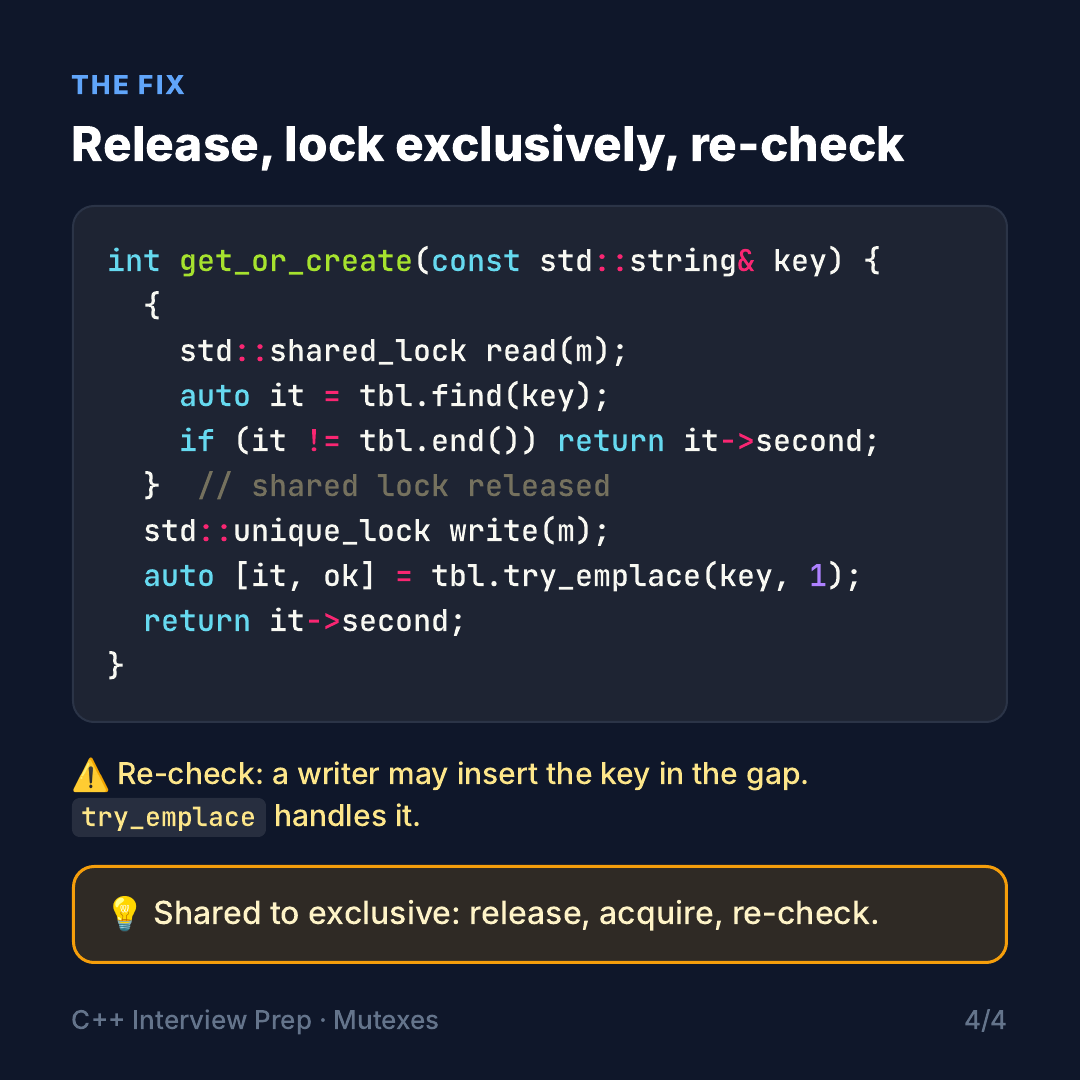 THE FIX
Release, lock exclusively, re-check
int get_or_create(const std::string& key) {
  {
    std::shared_lock read(m);
    auto it = tbl.find(key);
    if (it != tbl.end()) return it->second;
  }  // shared lock released
  std::unique_lock write(m);
  auto [it, ok] = tbl.try_emplace(key, 1);
  return it->second;
}
⚠️ Re-check: a writer may insert the key in the gap.
try_emplace handles it.
💡 Shared to exclusive: release, acquire, re-check.
C++ Interview Prep · Mutexes
4/4